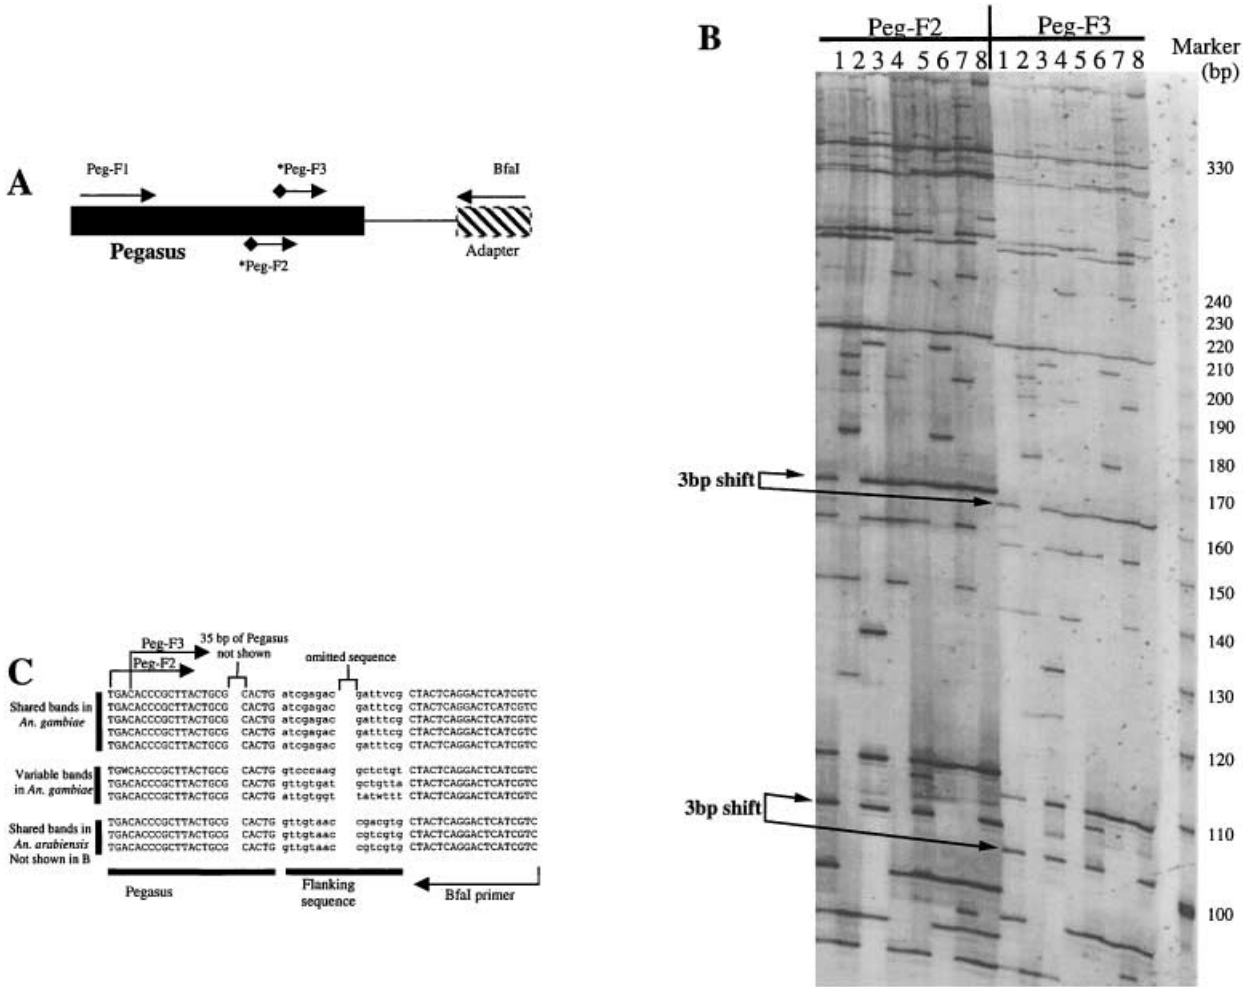 A
Peg-F1
*Peg-F3
BfaI
Pegasus
*Peg-F2
Adapter
B
Peg-F2
Peg-F3
1 2 3 4 5 6 7 8 1 2 3 4 5 6 7 8
Marker
(bp)
330
240
230
220
210
200
190
180
3bp shift
170
160
150
140
130
120
3bp shift
110
100
C
Peg-F3
Peg-F2
35 bp of Pegasus
not shown
omitted sequence
Shared bands in
An. gambiae
TGACACCCGCTTACTGCG CACTG atcgagac gattvcg CTACTCAGGACTCATCGTC
TGACACCCGCTTACTGCG CACTG atcgagac gatttcg CTACTCAGGACTCATCGTC
TGACACCCGCTTACTGCG CACTG atcgagac gatttcg CTACTCAGGACTCATCGTC
TGACACCCGCTTACTGCG CACTG atcgagac gatttcg CTACTCAGGACTCATCGTC
TGACACCCGCTTACTGCG CACTG atcgagac gatttcg CTACTCAGGACTCATCGTC
Variable bands
in An. gambiae
TGWCACCCGCTTACTGCG CACTG gtcccaag gctctgt CTACTCAGGACTCATCGTC
TGACACCCGCTTACTGCG CACTG gttgtgat gctgtta CTACTCAGGACTCATCGTC
TGACACCCGCTTACTGCG CACTG attgtggt tatwttt CTACTCAGGACTCATCGTC
Shared bands in
An. arabiensis
Not shown in B
TGACACCCGCTTACTGCG CACTG gttgtaac cgacgtg CTACTCAGGACTCATCGTC
TGACACCCGCTTACTGCG CACTG gttgtaac cgtcgtg CTACTCAGGACTCATCGTC
TGACACCCGCTTACTGCG CACTG gttgtaac cgtcgtg CTACTCAGGACTCATCGTC
Pegasus
Flanking
sequence
BfaI primer